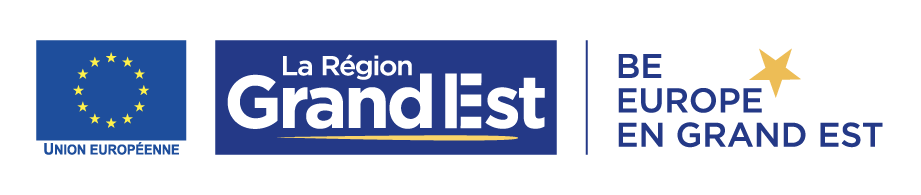 UNION EUROPÉENNE
La Région
Grand Est
BE
EUROPE
EN GRAND EST